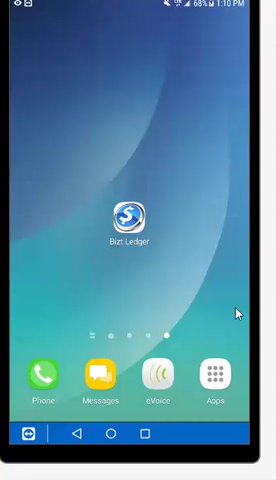 68% 1:10 PM
Bizt Ledger
Phone
Messages
eVoice
Apps